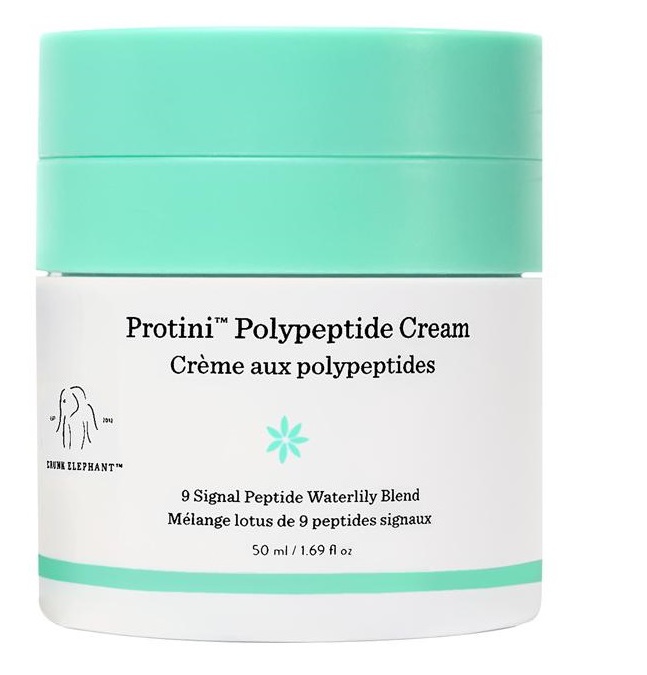 Protini™ Polypeptide Cream
Crème aux polypeptides
2012
DRUNK ELEPHANT™
9 Signal Peptide Waterlily Blend
Mélange lotus de 9 peptides signaux
50 ml / 1.69 fl oz